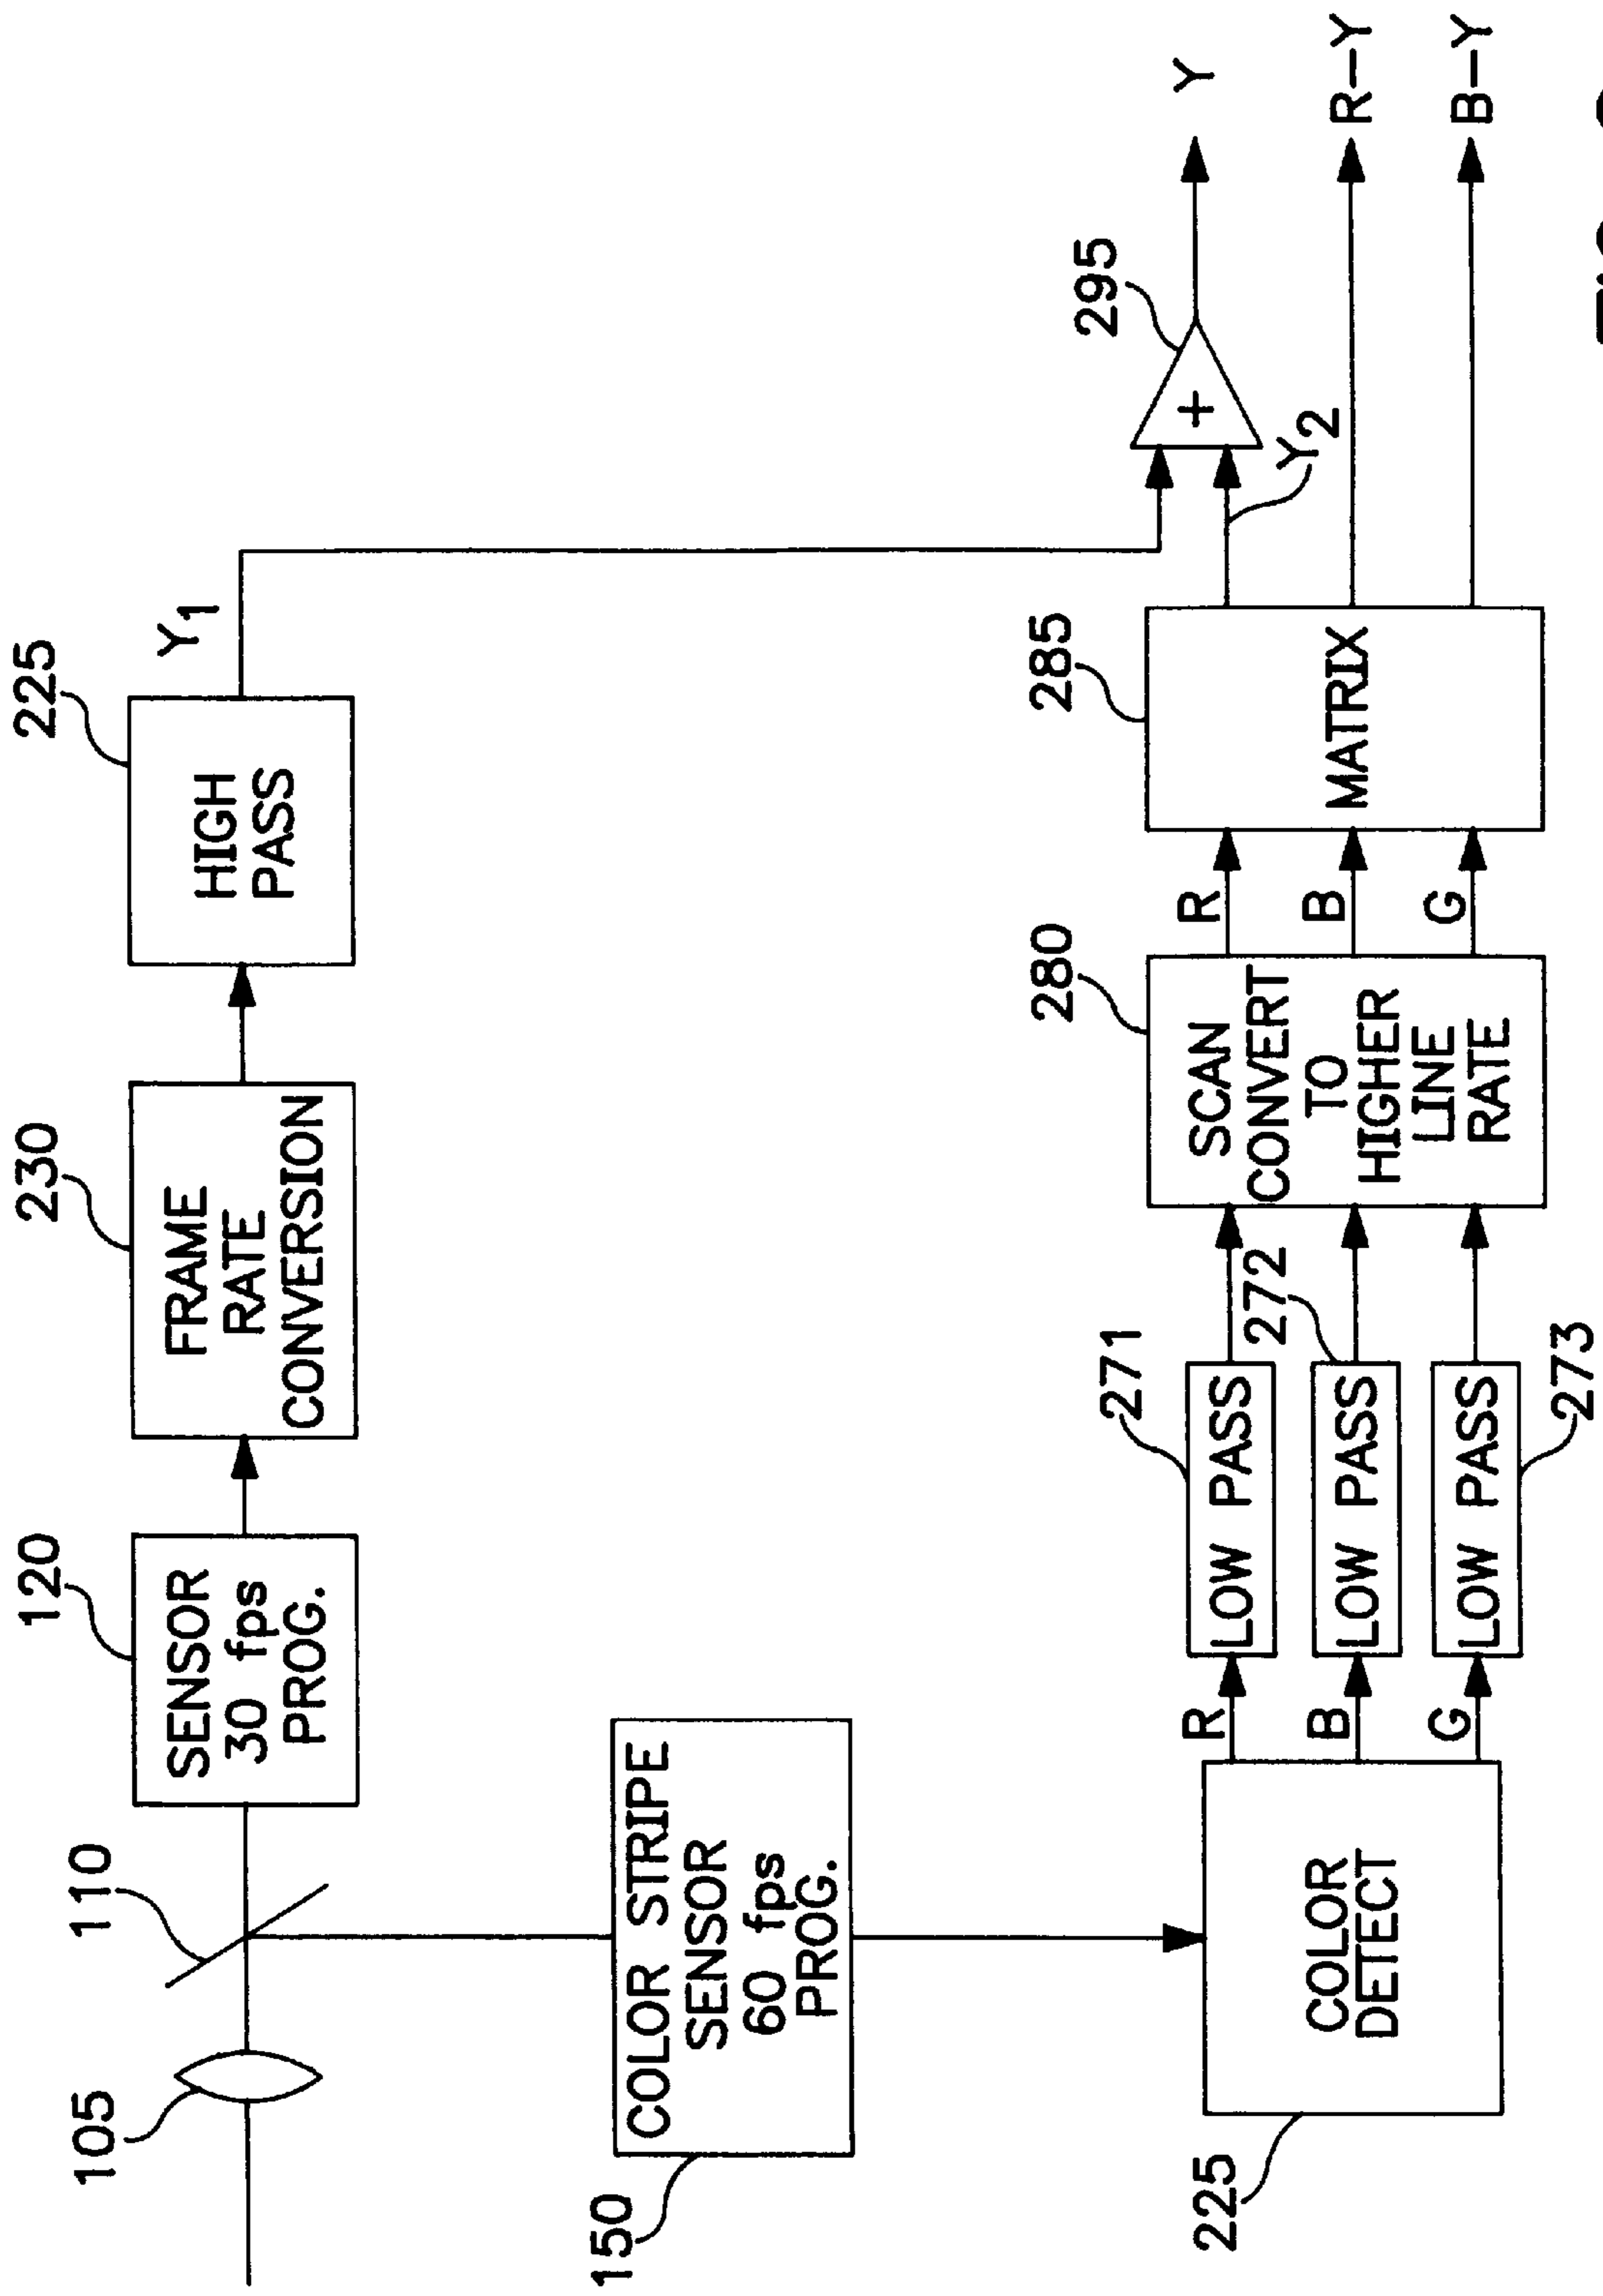 105
110
120
SENSOR
30 fps
PROG.
230
FRAME
RATE
CONVERSION
225
HIGH
PASS
Y1
150
COLOR STRIPE
SENSOR
60 fps
PROG.
225
COLOR
DETECT
R
B
G
271
LOW PASS
272
LOW PASS
LOW PASS
273
280
SCAN
CONVERT
TO
HIGHER
LINE
RATE
R
B
G
285
MATRIX
Y2
295
+
Y
R-Y
B-Y